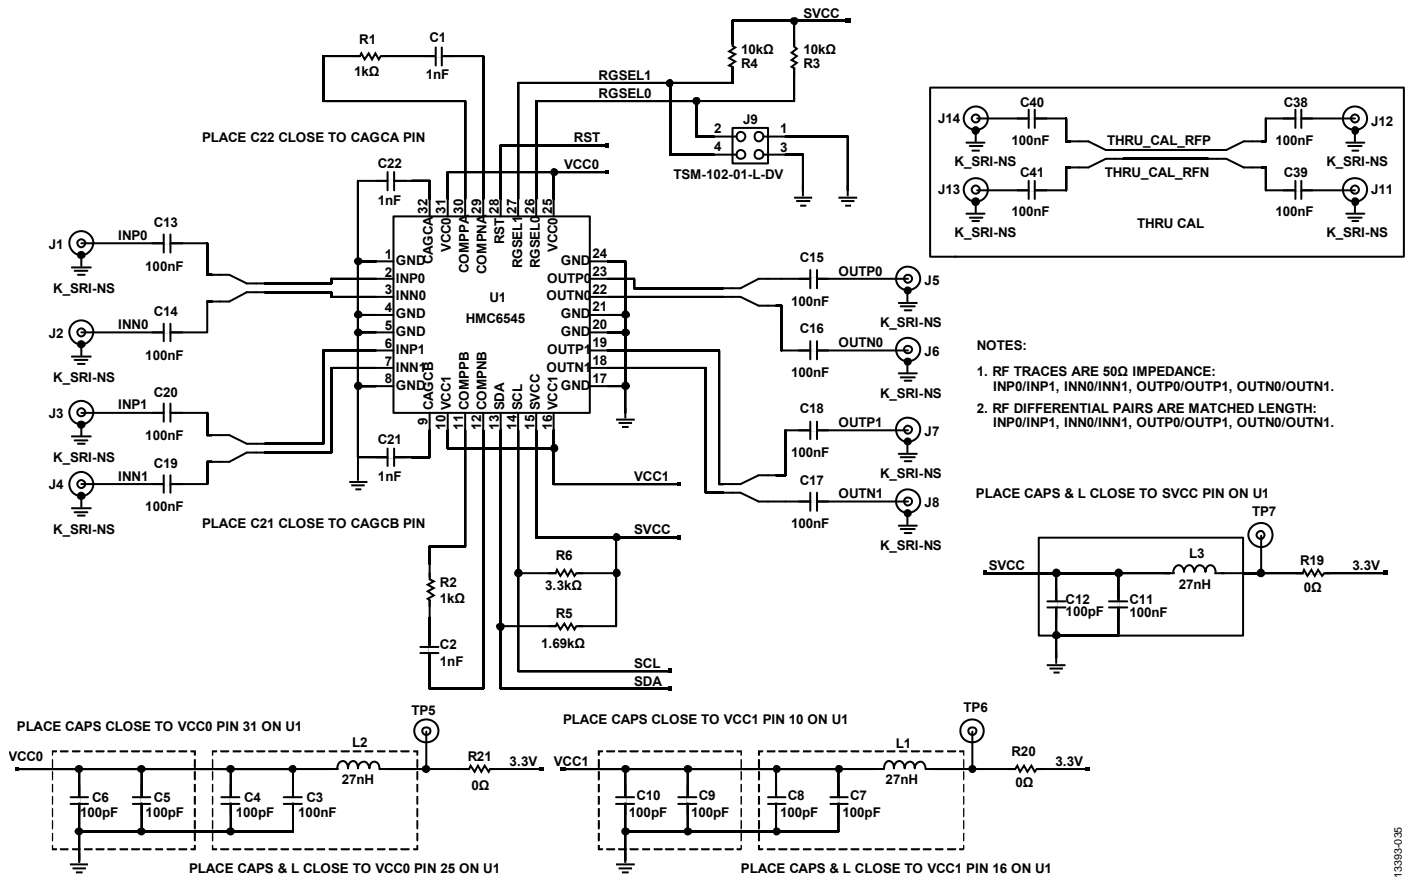 SVCC
R1
1kΩ
C1
1nF
10kΩ
R4
10kΩ
R3
RGSEL1
RGSEL0
PLACE C22 CLOSE TO CAGCA PIN
RST
VCC0
J9
2
1
4
3
TSM-102-01-L-DV
C22
1nF
32
31
30
29
28
27
26
25
CAGCA
VCC0
COMPPA
COMPNA
RST
RGSEL1
RGSEL0
VCC0
J1
INP0
C13
100nF
K_SRI-NS
J2
INN0
C14
100nF
K_SRI-NS
J3
INP1
C20
100nF
K_SRI-NS
J4
INN1
C19
100nF
K_SRI-NS
1 GND
2 INP0
3 INN0
4 GND
5 GND
6 INP1
7 INN1
8 GND
U1
HMC6545
GND 24
OUTP0 23
OUTN0 22
GND 21
GND 20
OUTP1 19
OUTN1 18
GND 17
CAGCB
VCC1
COMPPB
COMPNB
SDA
SCL
SVCC
VCC1
9
10
11
12
13
14
15
16
C21
1nF
PLACE C21 CLOSE TO CAGCB PIN
C15
100nF
OUTP0
J5
K_SRI-NS
C16
100nF
OUTN0
J6
K_SRI-NS
C18
100nF
OUTP1
J7
K_SRI-NS
C17
100nF
OUTN1
J8
K_SRI-NS
VCC1
SVCC
R6
3.3kΩ
R5
1.69kΩ
R2
1kΩ
C2
1nF
SCL
SDA
J14
C40
100nF
K_SRI-NS
J13
C41
100nF
K_SRI-NS
THRU_CAL_RFP
THRU_CAL_RFN
THRU CAL
C38
100nF
J12
K_SRI-NS
C39
100nF
J11
K_SRI-NS
NOTES:
1. RF TRACES ARE 50Ω IMPEDANCE:
INP0/INP1, INN0/INN1, OUTP0/OUTP1, OUTN0/OUTN1.
2. RF DIFFERENTIAL PAIRS ARE MATCHED LENGTH:
INP0/INP1, INN0/INN1, OUTP0/OUTP1, OUTN0/OUTN1.
PLACE CAPS & L CLOSE TO SVCC PIN ON U1
TP7
SVCC
L3
27nH
R19
0Ω
3.3V
C12
100pF
C11
100nF
PLACE CAPS CLOSE TO VCC0 PIN 31 ON U1
TP5
VCC0
L2
27nH
R21
0Ω
3.3V
C6
100pF
C5
100pF
C4
100pF
C3
100nF
PLACE CAPS & L CLOSE TO VCC0 PIN 25 ON U1
PLACE CAPS CLOSE TO VCC1 PIN 10 ON U1
TP6
VCC1
L1
27nH
R20
0Ω
3.3V
C10
100pF
C9
100pF
C8
100pF
C7
100pF
PLACE CAPS & L CLOSE TO VCC1 PIN 16 ON U1
13393-035